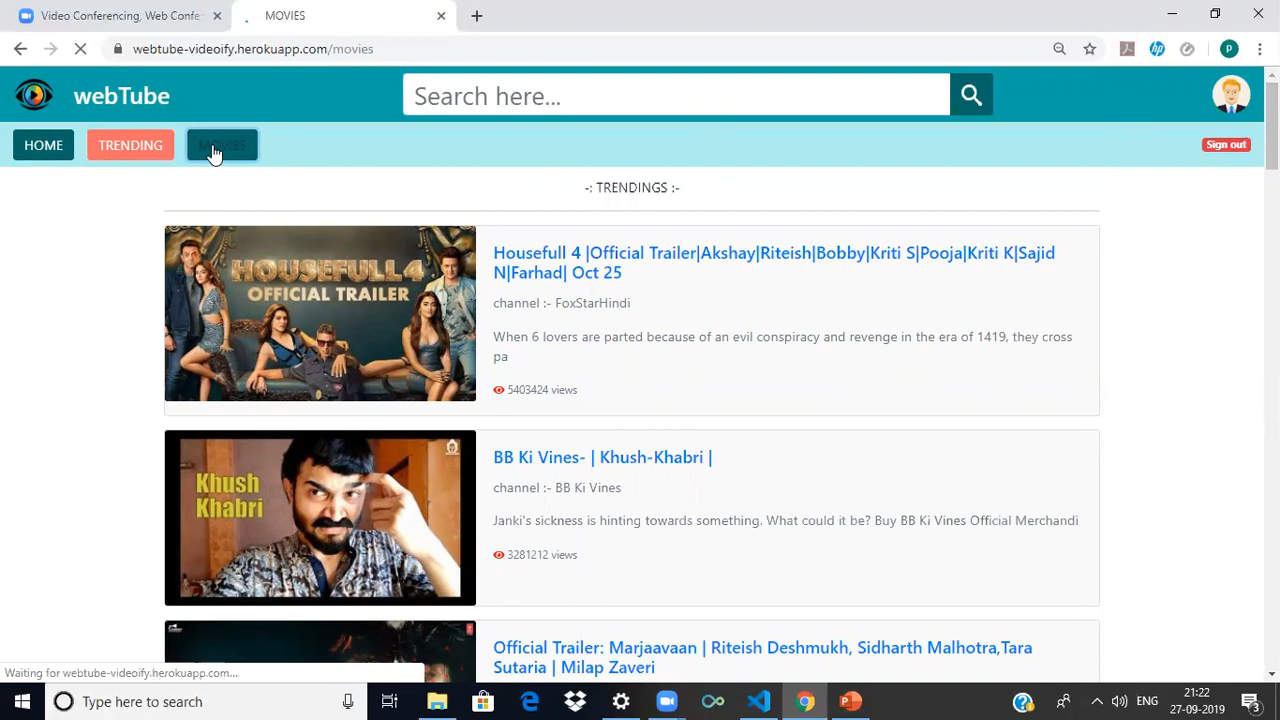 Video Conferencing, Web Confe
MOVIES
webtube-videoify.herokuapp.com/movies
P
webTube
Search here...
HOME
TRENDING
MOVIES
Sign out
-: TRENDINGS :-
HOUSEFULL 4
OFFICIAL TRAILER
Housefull 4 |Official Trailer|Akshay|Riteish|Bobby|Kriti S|Pooja|Kriti K|Sajid
N|Farhad| Oct 25
channel :- FoxStarHindi
When 6 lovers are parted because of an evil conspiracy and revenge in the era of 1419, they cross
pa
5403424 views
Khush
Khabri
BB Ki Vines- | Khush-Khabri |
channel :- BB Ki Vines
Janki's sickness is hinting towards something. What could it be? Buy BB Ki Vines Official Merchandi
3281212 views
Official Trailer: Marjaavaan | Riteish Deshmukh, Sidharth Malhotra,Tara
Sutaria | Milap Zaveri
Waiting for webtube-videoify.herokuapp.com...
Type here to search
ENG
21:22
27-09-2019
3